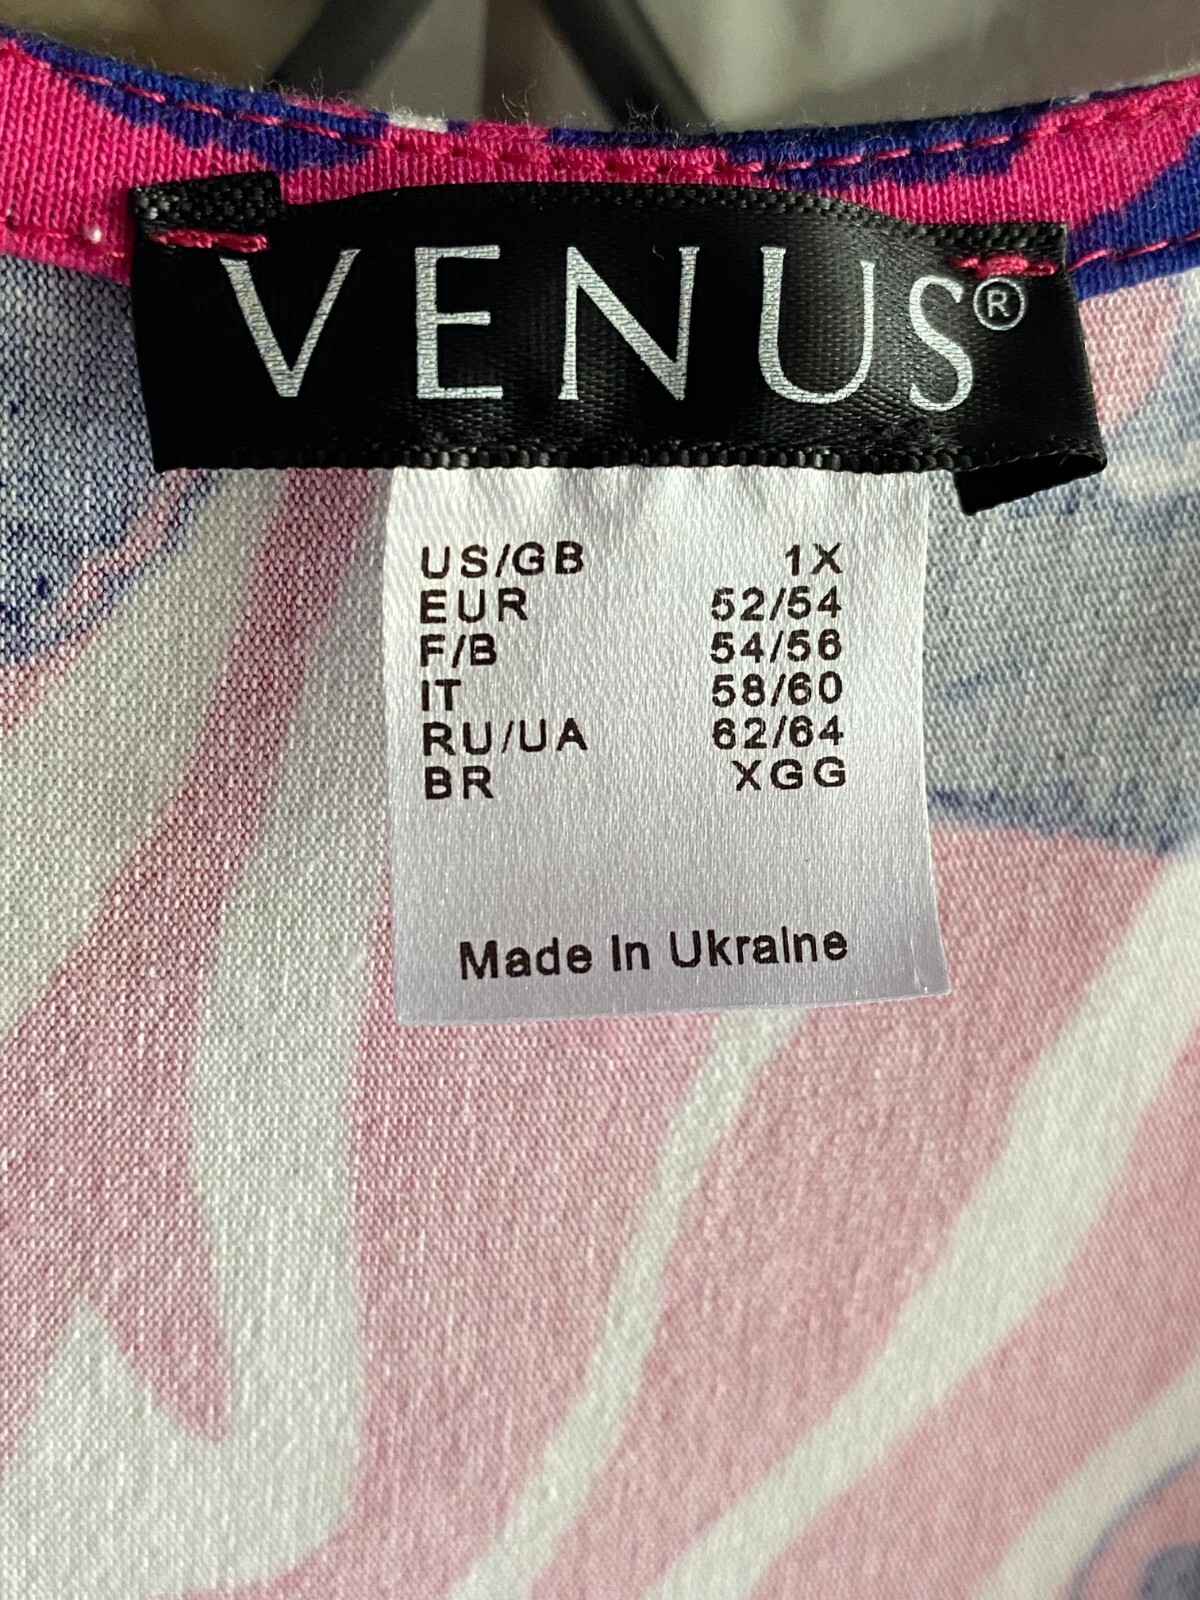 VENUS®
US/GB 1X
EUR 52/54
F/B 54/56
IT 58/60
RU/UA 62/64
BR XGG
Made In Ukraine